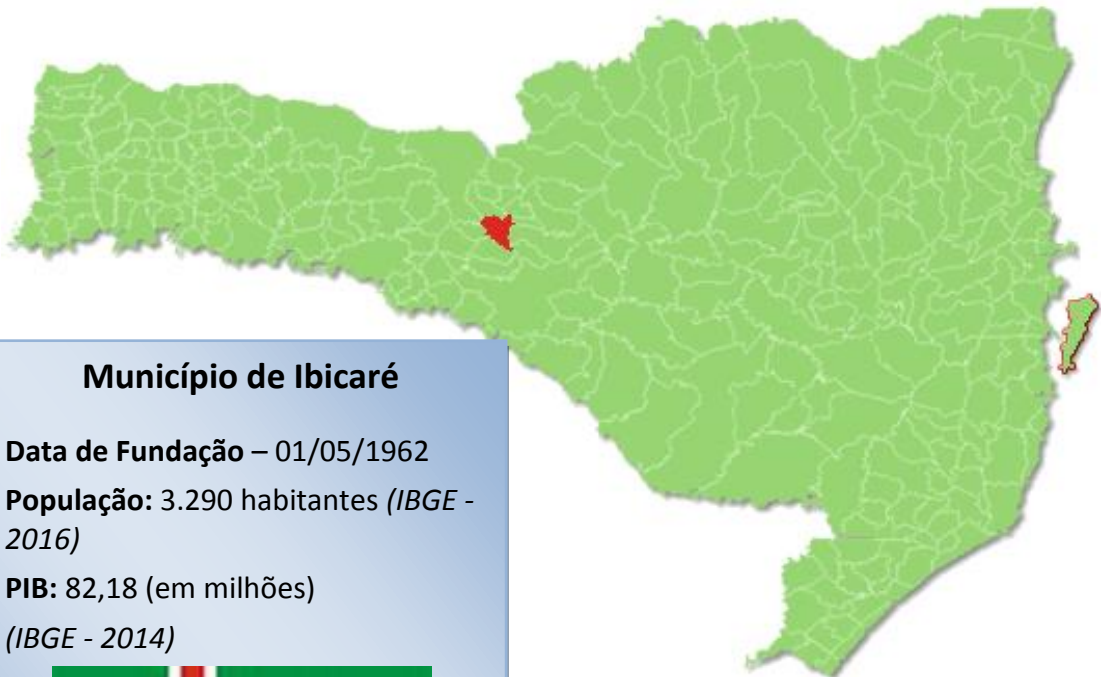 Município de Ibicaré
Data de Fundação – 01/05/1962
População: 3.290 habitantes (IBGE -
2016)
PIB: 82,18 (em milhões)
(IBGE - 2014)